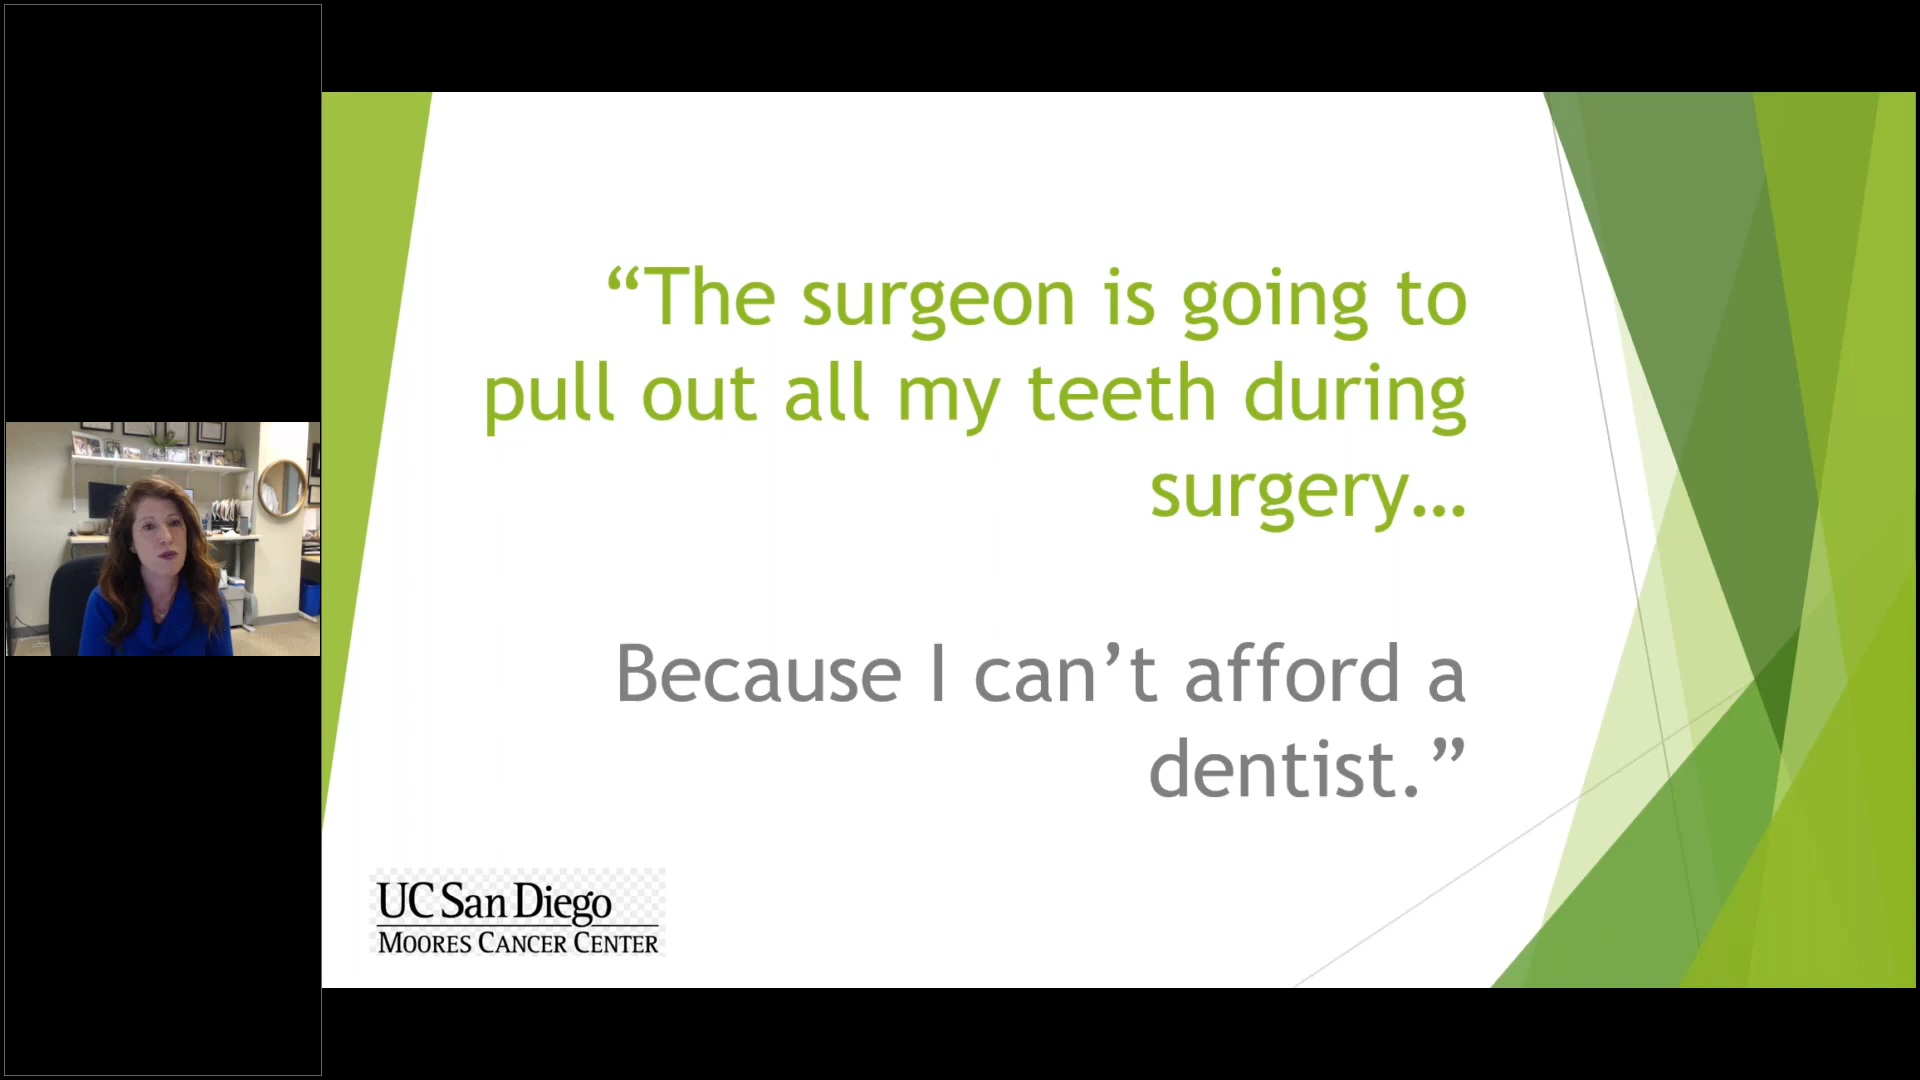 “The surgeon is going to
pull out all my teeth during
surgery…
Because I can’t afford a
dentist.”
UC San Diego
MOORES CANCER CENTER